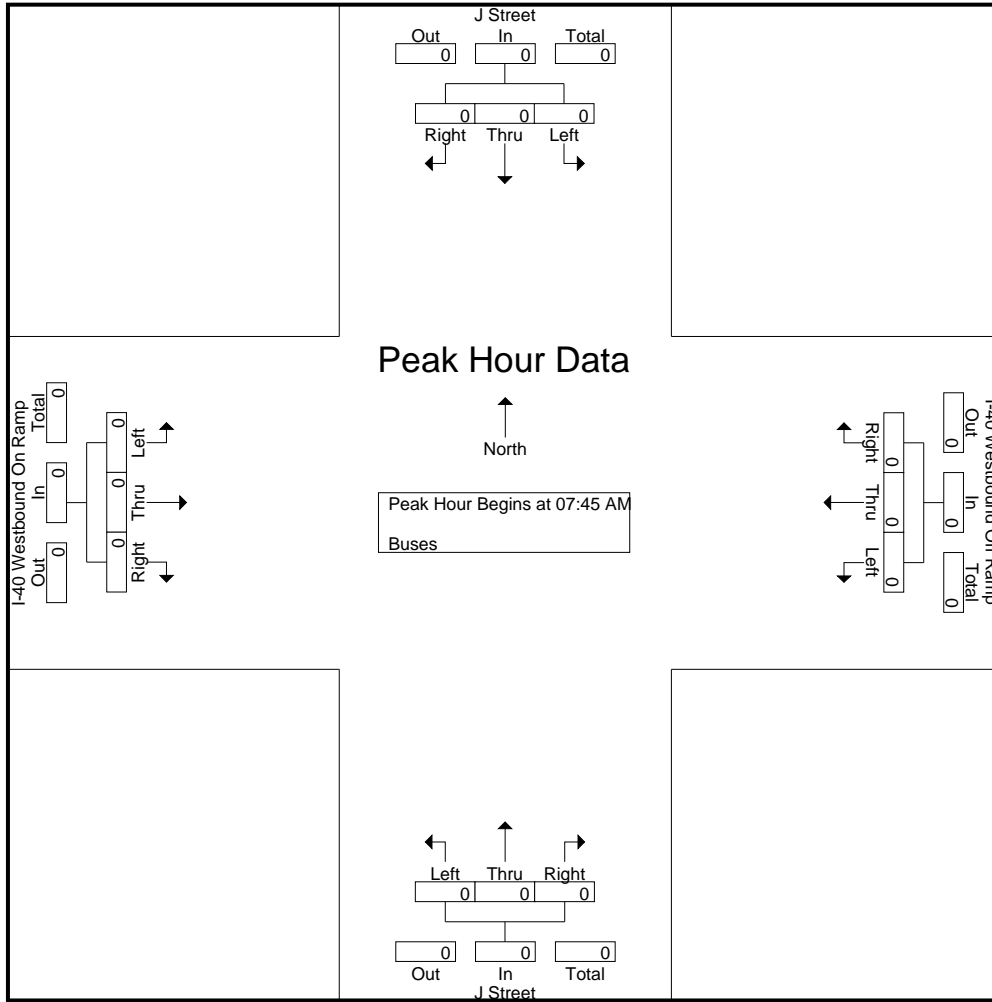 J Street
Out In Total
0 0 0
0 0 0
Right Thru Left
Peak Hour Data
North
Peak Hour Begins at 07:45 AM
Buses
I-40 Westbound On Ramp
Out In Total
0 0 0
0 0 0
Left Thru Right
I-40 Westbound Ramp
Out In Total
0 0 0
0 0 0
Right Thru Left
Left Thru Right
0 0 0
0 0 0
Out In Total
J Street